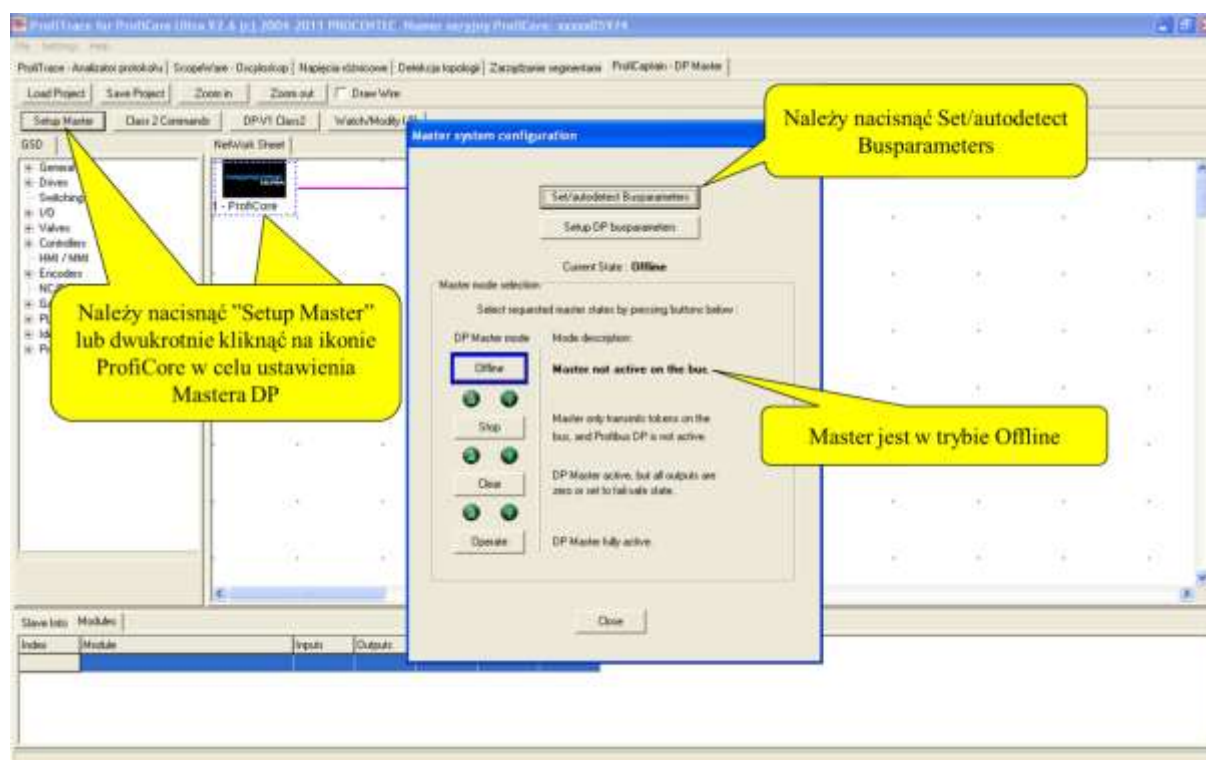 ProfiTrace for ProfiCore Ultra V2.6 (c) 2004-2013 PROCENTEC. Numer seryjny ProfiCore: xxxxx05974
File Settings Help
ProfiTrace - Analizator protokołu ScopeWare - Oscyloskop Napięcia różnicowe Detekcja topologii Zarządzanie segmentami ProfiCaptain - DP Master
Load Project Save Project Zoom in Zoom out Draw Wire
Setup Master Class 2 Commands DP-V1 Class2 Watch/Modify
GSD
NetWork Sheet
General
Drives
I/O
Valves
Controllers
HMI / MMI
Encoders
1 - ProfiCore
Należy nacisnąć "Setup Master"
lub dwukrotnie kliknąć na ikonie
ProfiCore w celu ustawienia
Mastera DP
Master system configuration
Należy nacisnąć Set/autodetect
Busparameters
Set/autodetect Busparameters
Setup DP busparameters
Current State : Offline
Master mode selection
Select requested master states by pressing buttons below :
DP Master mode Mode description:
Offline Master not active on the bus.
Stop Master only transmits tokens on the
bus, and Profibus DP is not active.
Clear DP Master active, but all outputs are
zero or set to fail-safe state.
Operate DP Master fully active.
Master jest w trybie Offline
Close
Slave Info Modules
Index Module Inputs Outputs